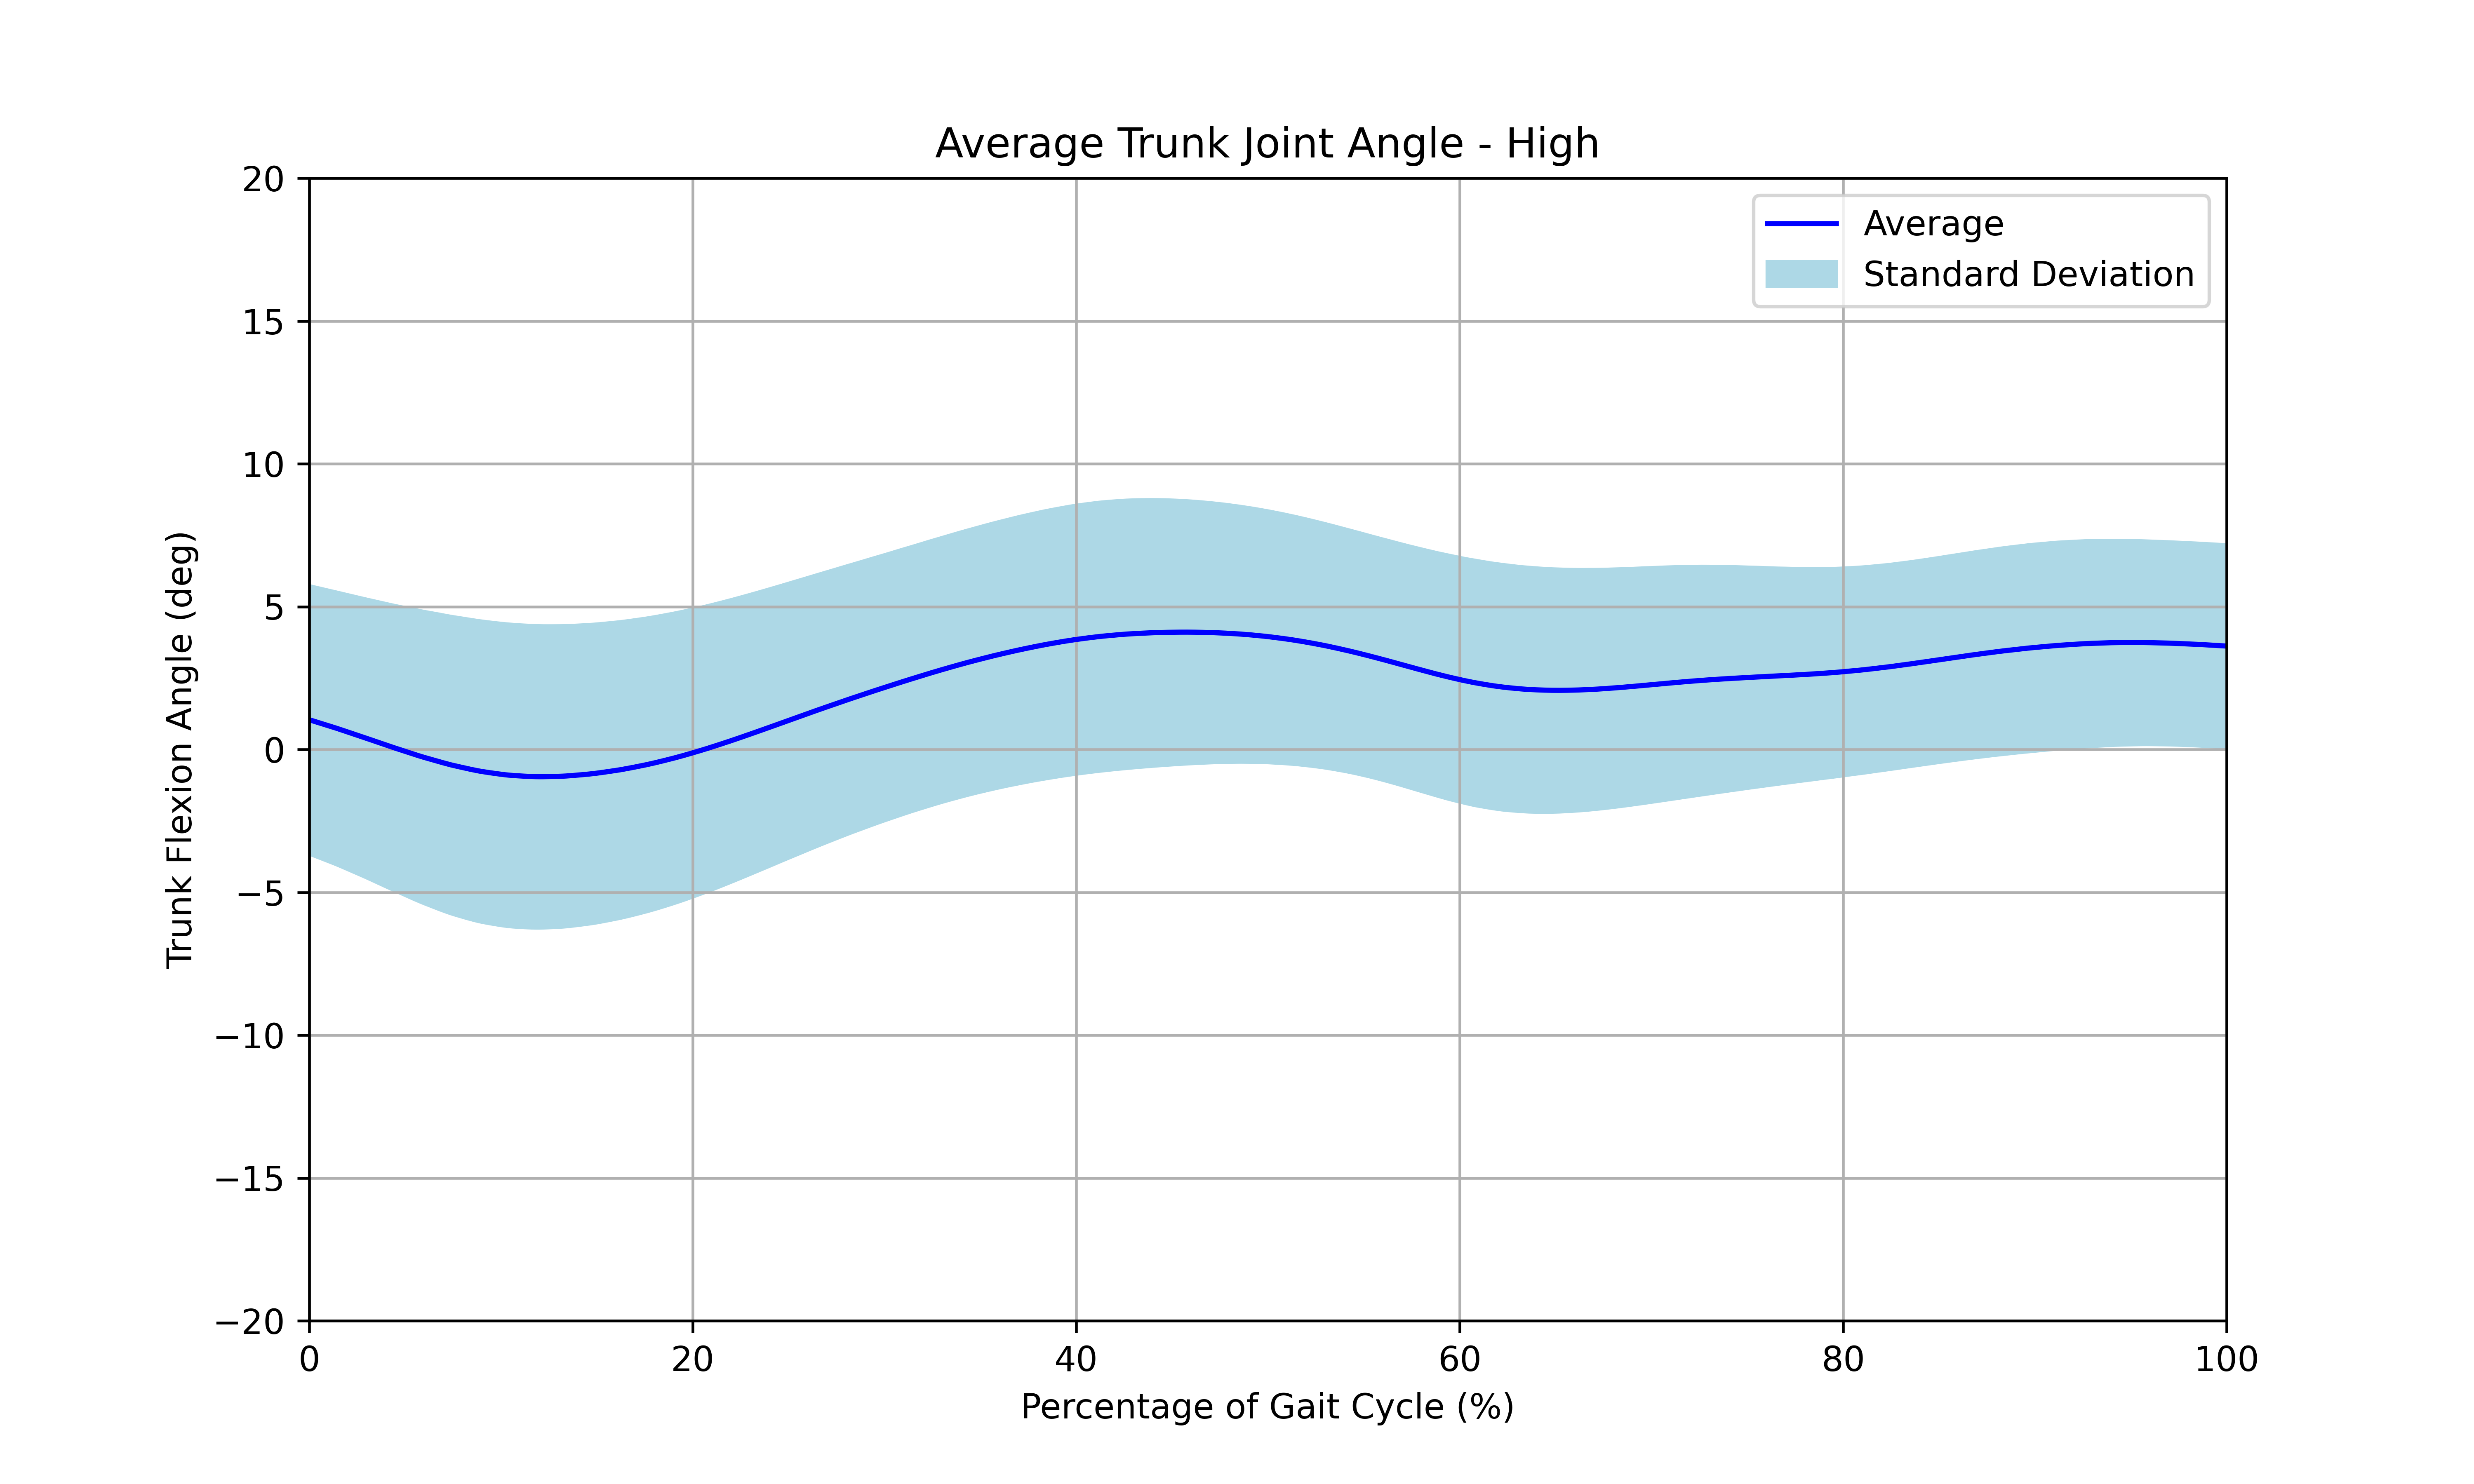 Average Trunk Joint Angle - High
Average
Standard Deviation
20
15
10
5
0
−5
−10
−15
−20
Trunk Flexion Angle (deg)
0 20 40 60 80 100
Percentage of Gait Cycle (%)